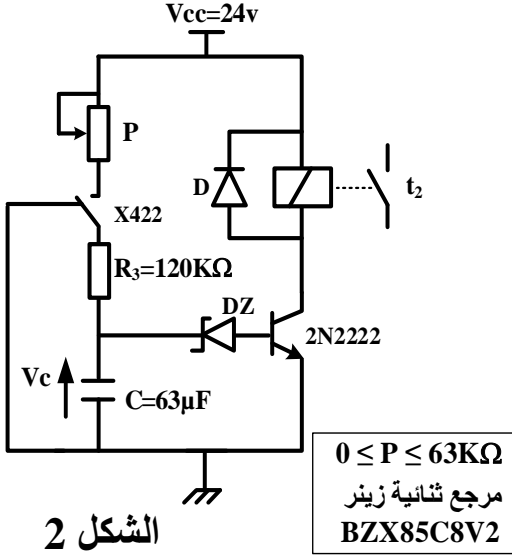 Vcc=24v
P
D
t₂
X422
R₃=120KΩ
DZ
2N2222
Vc
C=63µF
0 ≤ P ≤ 63KΩ
مرجع ثنائية زينر
BZX85C8V2
الشكل 2